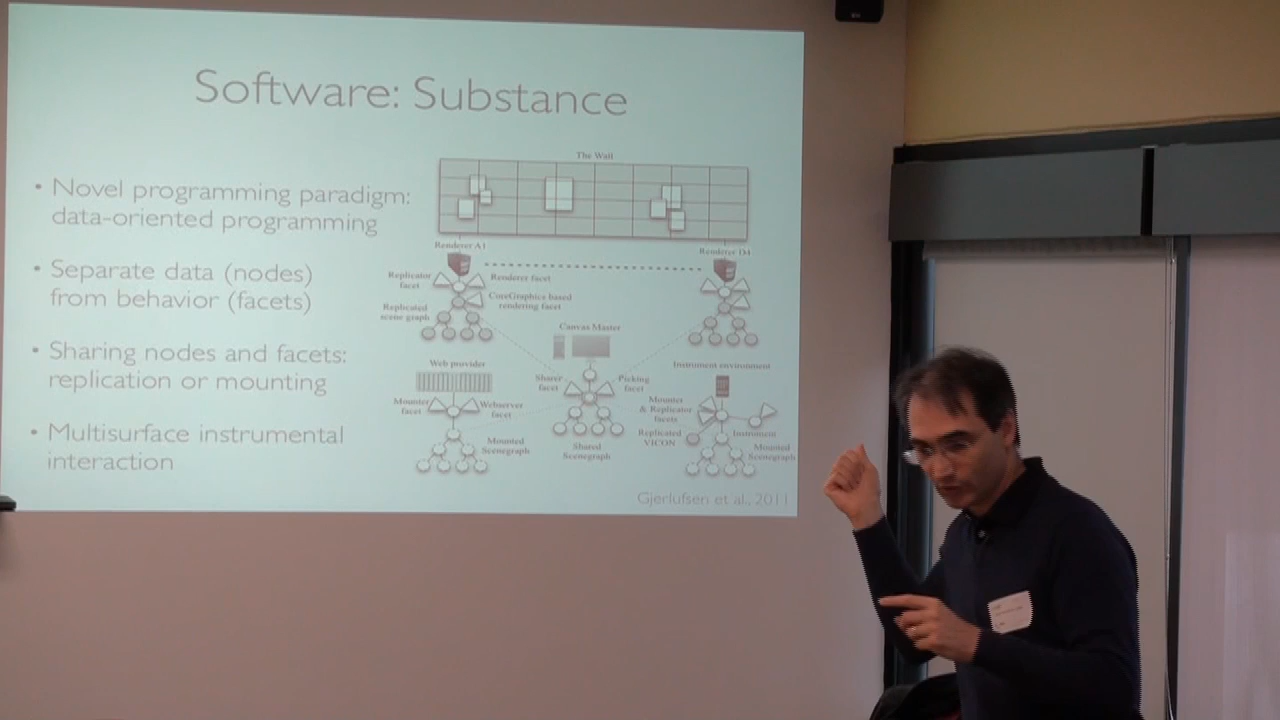 Software: Substance
• Novel programming paradigm:
data-oriented programming
• Separate data (nodes)
from behavior (facets)
• Sharing nodes and facets:
replication or mounting
• Multisurface instrumental
interaction
The Wall
Renderer A1
Renderer D4
Replicator
facet
Renderer facet
CoreGraphics based
rendering facet
Replicated
scene graph
Canvas Master
Web provider
Instrument environment
Sharer
facet
Picking
facet
Mounter
facet
Webserver
facet
Mounter
& Replicator
facets
Replicated
VICON
Instrument
Mounted
Scenegraph
Shared
Scenegraph
Mounted
Scenegraph
Gjerlufsen et al., 2011